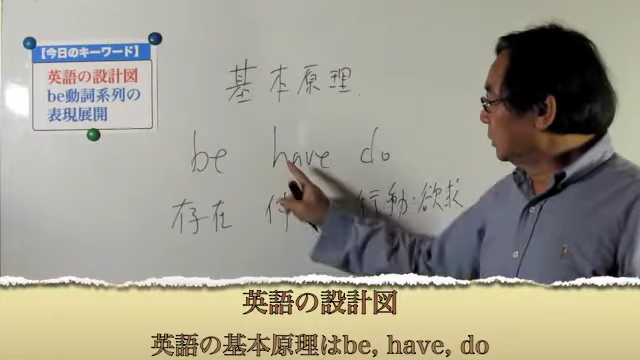 【今日のキーワード】
英語の設計図
be動詞系列の
表現展開
基本原理
be have do
存在 行動・欲求
英語の設計図
英語の基本原理はbe, have, do